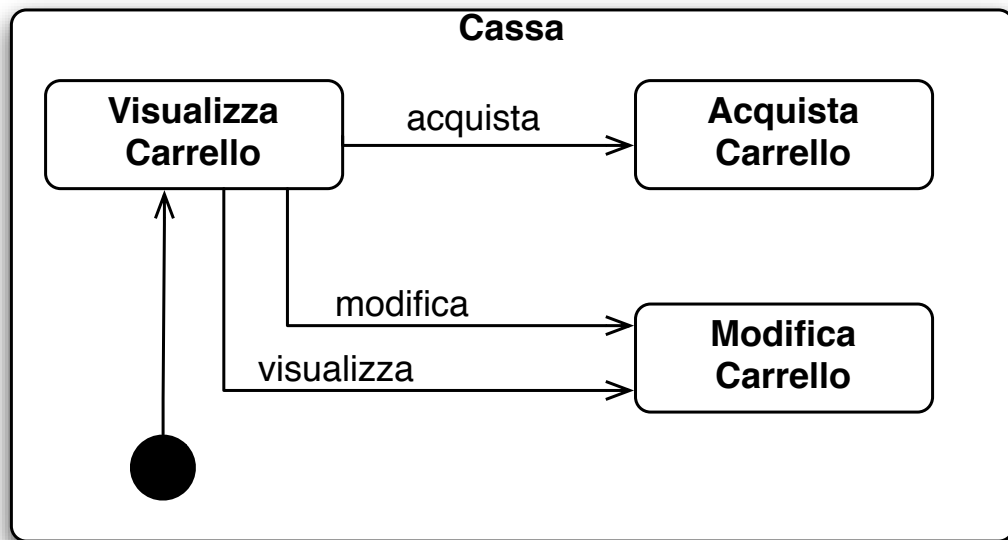 Cassa
Visualizza
Carrello
acquista
Acquista
Carrello
modifica
visualizza
Modifica
Carrello